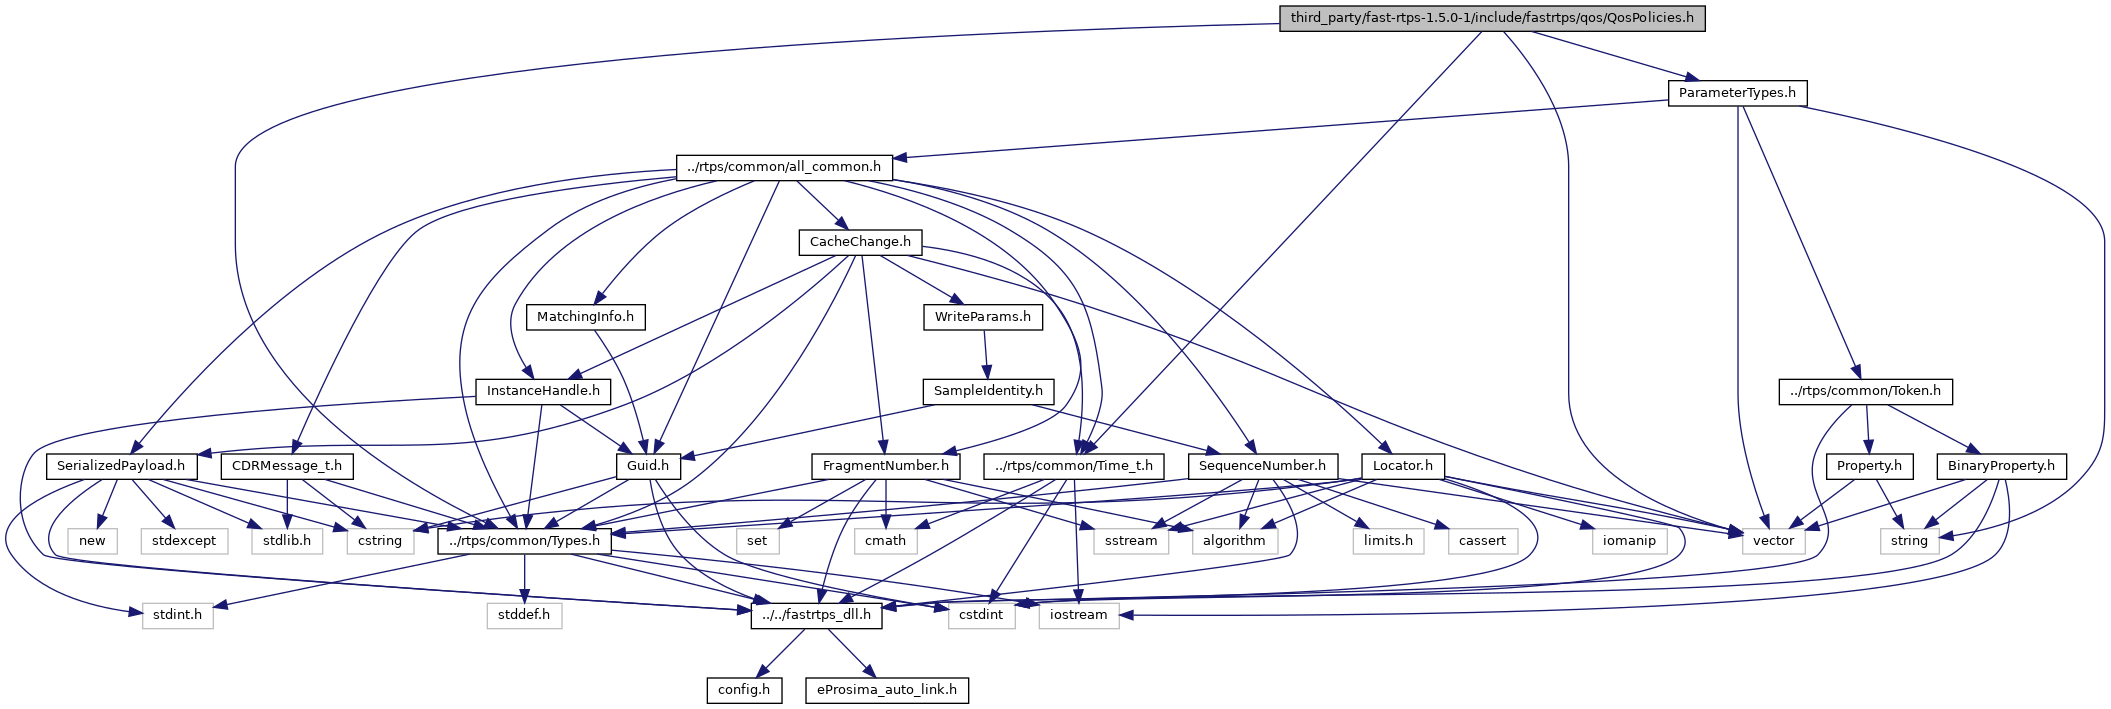 third_party/fast-rtps-1.5.0-1/include/fastrtps/qos/QosPolicies.h
ParameterTypes.h
../rtps/common/all_common.h
CacheChange.h
MatchingInfo.h
WriteParams.h
InstanceHandle.h
SampleIdentity.h
../rtps/common/Token.h
SerializedPayload.h
CDRMessage_t.h
Guid.h
FragmentNumber.h
../rtps/common/Time_t.h
SequenceNumber.h
Locator.h
Property.h
BinaryProperty.h
new
stdexcept
stdlib.h
cstring
../rtps/common/Types.h
set
cmath
sstream
algorithm
limits.h
cassert
iomanip
vector
string
stdint.h
stddef.h
../../fastrtps_dll.h
cstdint
iostream
config.h
eProsima_auto_link.h